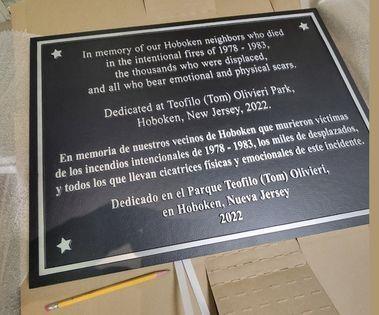 In memory of our Hoboken neighbors who died
in the intentional fires of 1978 - 1983,
the thousands who were displaced,
and all who bear emotional and physical scars.
Dedicated at Teofilo (Tom) Olivieri Park,
Hoboken, New Jersey, 2022.
En memoria de nuestros vecinos de Hoboken que murieron víctimas
de los incendios intencionales de 1978 - 1983, los miles de desplazados,
y todos los que llevan cicatrices físicas y emocionales de este incidente.
Dedicado en el Parque Teofilo (Tom) Olivieri,
en Hoboken, Nueva Jersey
2022